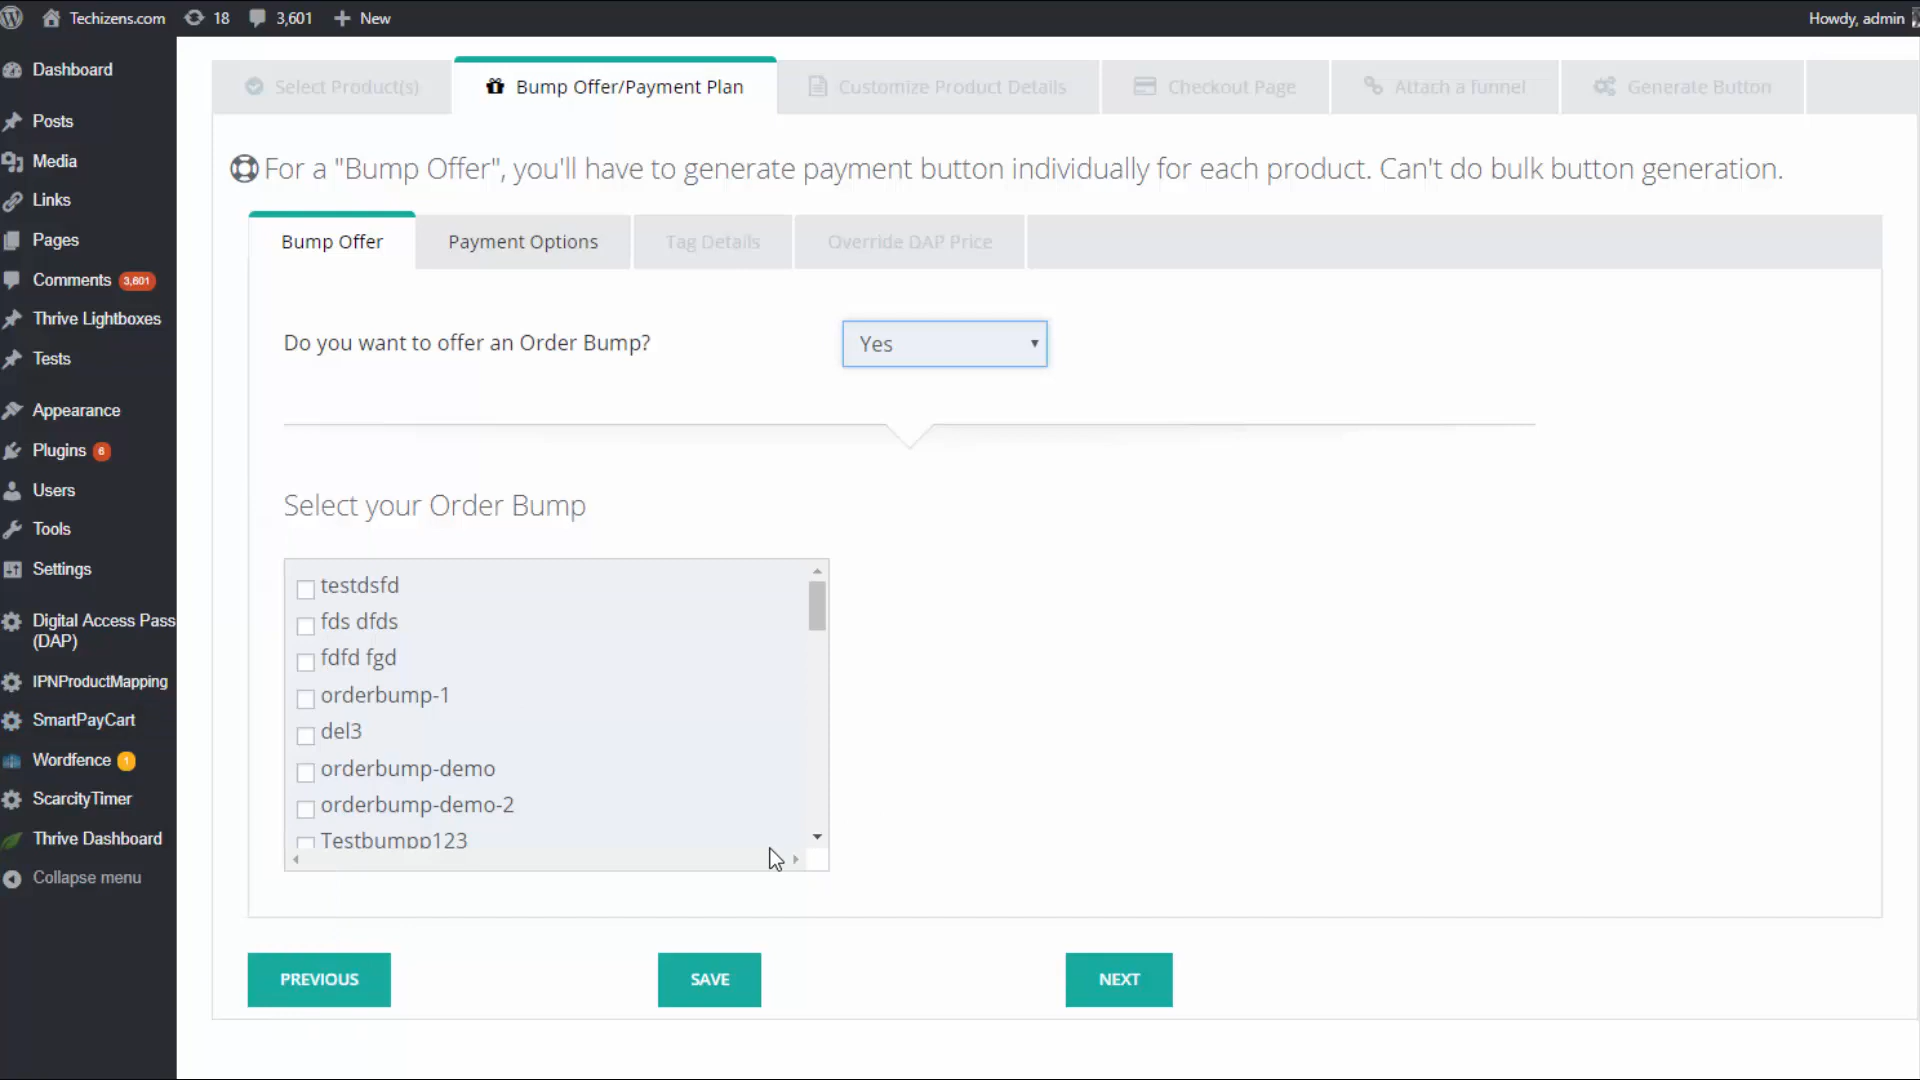 Techizens.com 18 3,601 New Howdy, admin
Dashboard
Posts
Media
Links
Pages
Comments 3,601
Thrive Lightboxes
Tests
Appearance
Plugins 6
Users
Tools
Settings
Digital Access Pass
(DAP)
IPNProductMapping
SmartPayCart
Wordfence 1
ScarcityTimer
Thrive Dashboard
Collapse menu
Select Product(s) Bump Offer/Payment Plan Customize Product Details Checkout Page Attach a funnel Generate Button
For a "Bump Offer", you'll have to generate payment button individually for each product. Can't do bulk button generation.
Bump Offer Payment Options Tag Details Override DAP Price
Do you want to offer an Order Bump? Yes
Select your Order Bump
testdsfd
fds dfds
fdfd fgd
orderbump-1
del3
orderbump-demo
orderbump-demo-2
Testbumpp123
PREVIOUS SAVE NEXT